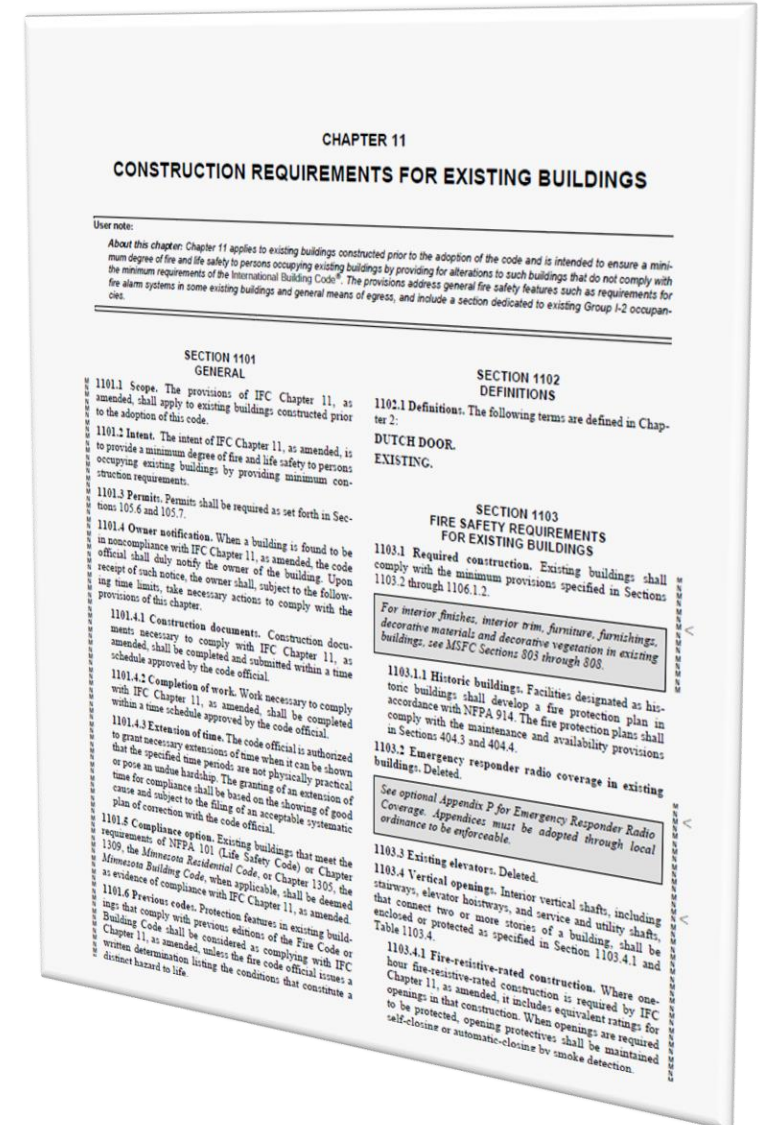 CHAPTER 11
CONSTRUCTION REQUIREMENTS FOR EXISTING BUILDINGS
User note:
About this chapter: Chapter 11 applies to existing buildings constructed prior to the adoption of the code and is intended to ensure a mini-
mum degree of fire and life safety to persons occupying existing buildings by providing for alterations to such buildings that do not comply with
the minimum requirements of the International Building Code®. The provisions address general fire safety features such as requirements for
fire alarm systems in some existing buildings and general means of egress, and include a section dedicated to existing Group I-2 occupan-
cies.
SECTION 1101
GENERAL
1101.1 Scope. The provisions of IFC Chapter 11, as
amended, shall apply to existing buildings constructed prior
to the adoption of this code.
1101.2 Intent. The intent of IFC Chapter 11, as amended, is
to provide a minimum degree of fire and life safety to persons
occupying existing buildings by providing minimum con-
struction requirements.
1101.3 Permits. Permits shall be required as set forth in Sec-
tions 105.6 and 105.7.
1101.4 Owner notification. When a building is found to be
in noncompliance with IFC Chapter 11, as amended, the code
official shall duly notify the owner of the building. Upon
receipt of such notice, the owner shall, subject to the follow-
ing time limits, take necessary actions to comply with the
provisions of this chapter.
1101.4.1 Construction documents. Construction docu-
ments necessary to comply with IFC Chapter 11, as
amended, shall be completed and submitted within a time
schedule approved by the code official.
1101.4.2 Completion of work. Work necessary to comply
with IFC Chapter 11, as amended, shall be completed
within a time schedule approved by the code official.
1101.4.3 Extension of time. The code official is authorized
to grant necessary extensions of time when it can be shown
that the specified time periods are not physically practical
or pose an undue hardship. The granting of an extension of
time for compliance shall be based on the showing of good
cause and subject to the filing of an acceptable systematic
plan of correction with the code official.
1101.5 Compliance option. Existing buildings that meet the
requirements of NFPA 101 (Life Safety Code) or Chapter
1309, the Minnesota Residential Code, or Chapter 1305, the
Minnesota Building Code, when applicable, shall be deemed
as evidence of compliance with IFC Chapter 11, as amended.
1101.6 Previous codes. Protection features in existing build-
ings that comply with previous editions of the Fire Code or
Building Code shall be considered as complying with IFC
Chapter 11, as amended, unless the fire code official issues a
written determination listing the conditions that constitute a
distinct hazard to life.
SECTION 1102
DEFINITIONS
1102.1 Definitions. The following terms are defined in Chap-
ter 2:
DUTCH DOOR.
EXISTING.
SECTION 1103
FIRE SAFETY REQUIREMENTS
FOR EXISTING BUILDINGS
1103.1 Required construction. Existing buildings shall
comply with the minimum provisions specified in Sections
1103.2 through 1106.1.2.
For interior finishes, interior trim, furniture, furnishings,
decorative materials and decorative vegetation in existing
buildings, see MSFC Sections 803 through 808.
1103.1.1 Historic buildings. Facilities designated as his-
toric buildings shall develop a fire protection plan in
accordance with NFPA 914. The fire protection plans shall
comply with the maintenance and availability provisions
in Sections 404.3 and 404.4.
1103.2 Emergency responder radio coverage in existing
buildings. Deleted.
See optional Appendix P for Emergency Responder Radio
Coverage. Appendices must be adopted through local
ordinance to be enforceable.
1103.3 Existing elevators. Deleted.
1103.4 Vertical openings. Interior vertical shafts, including
stairways, elevator hoistways, and service and utility shafts,
that connect two or more stories of a building, shall be
enclosed or protected as specified in Section 1103.4.1 and
Table 1103.4.
1103.4.1 Fire-resistive-rated construction. Where one-
hour fire-resistive-rated construction is required by IFC
Chapter 11, as amended, it includes equivalent ratings for
openings in that construction. When openings are required
to be protected, opening protectives shall be maintained
self-closing or automatic-closing by smoke detection.